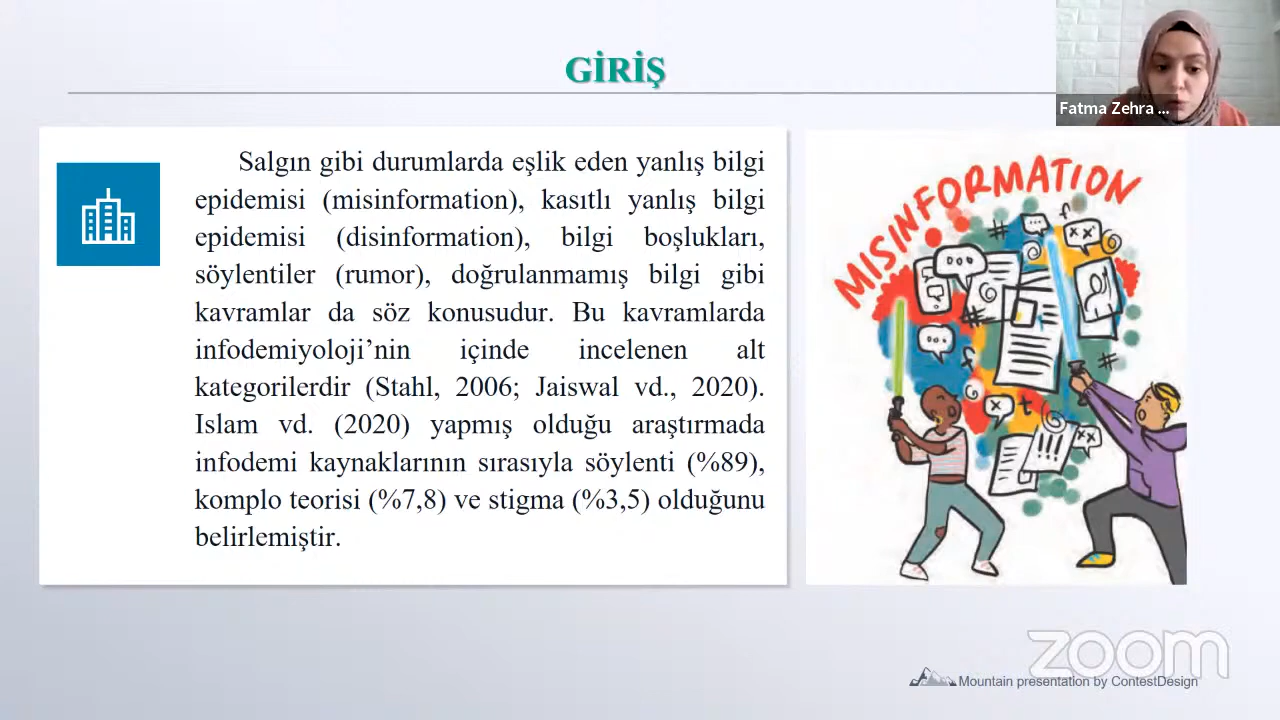 GİRİŞ
Fatma Zehra ...
Salgın gibi durumlarda eşlik eden yanlış bilgi
epidemisi (misinformation), kasıtlı yanlış bilgi
epidemisi (disinformation), bilgi boşlukları,
söylentiler (rumor), doğrulanmamış bilgi gibi
kavramlar da söz konusudur. Bu kavramlarda
infodemiyoloji’nin içinde incelenen alt
kategorilerdir (Stahl, 2006; Jaiswal vd., 2020).
Islam vd. (2020) yapmış olduğu araştırmada
infodemi kaynaklarının sırasıyla söylenti (%89),
komplo teorisi (%7,8) ve stigma (%3,5) olduğunu
belirlemiştir.
MISINFORMATION
zoom
Mountain presentation by ContestDesign